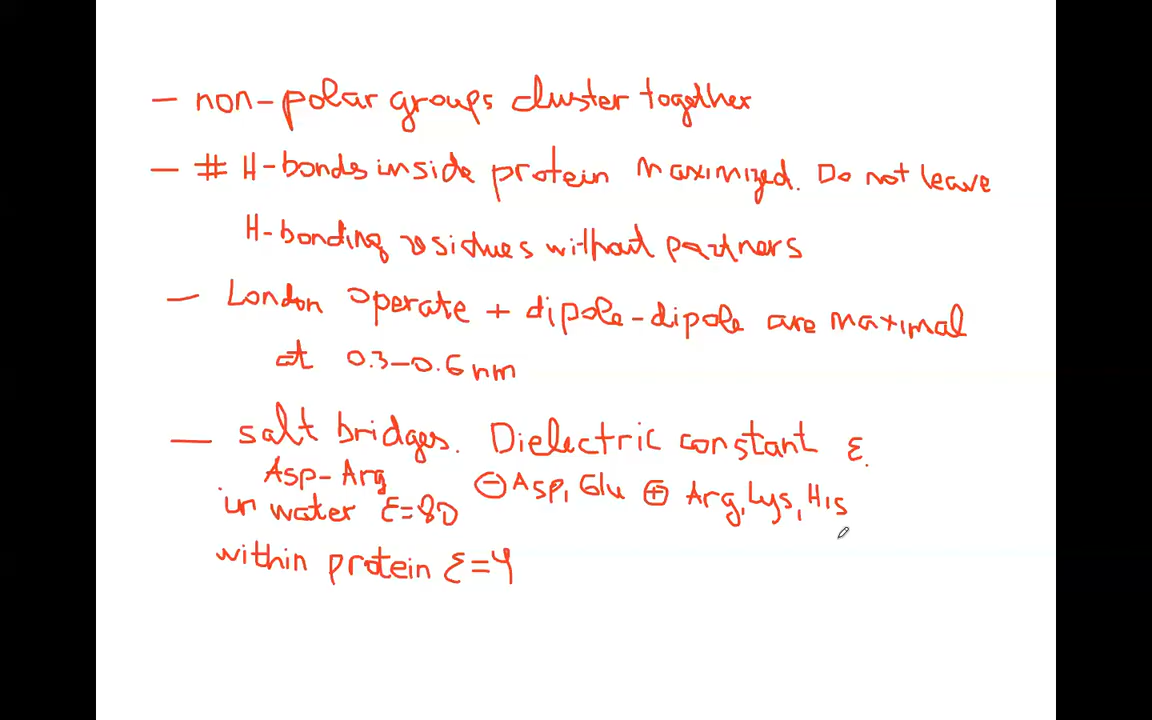 — non-polar groups cluster together
— # H-bonds inside protein maximized. Do not leave
H-bonding residues without partners
— London operate + dipole-dipole are maximal
at 0.3-0.6 nm
— salt bridges. Dielectric constant ε.
Asp-Arg ⊖ Asp, Glu ⊕ Arg, Lys, His
in water ε=80
within protein ε=4